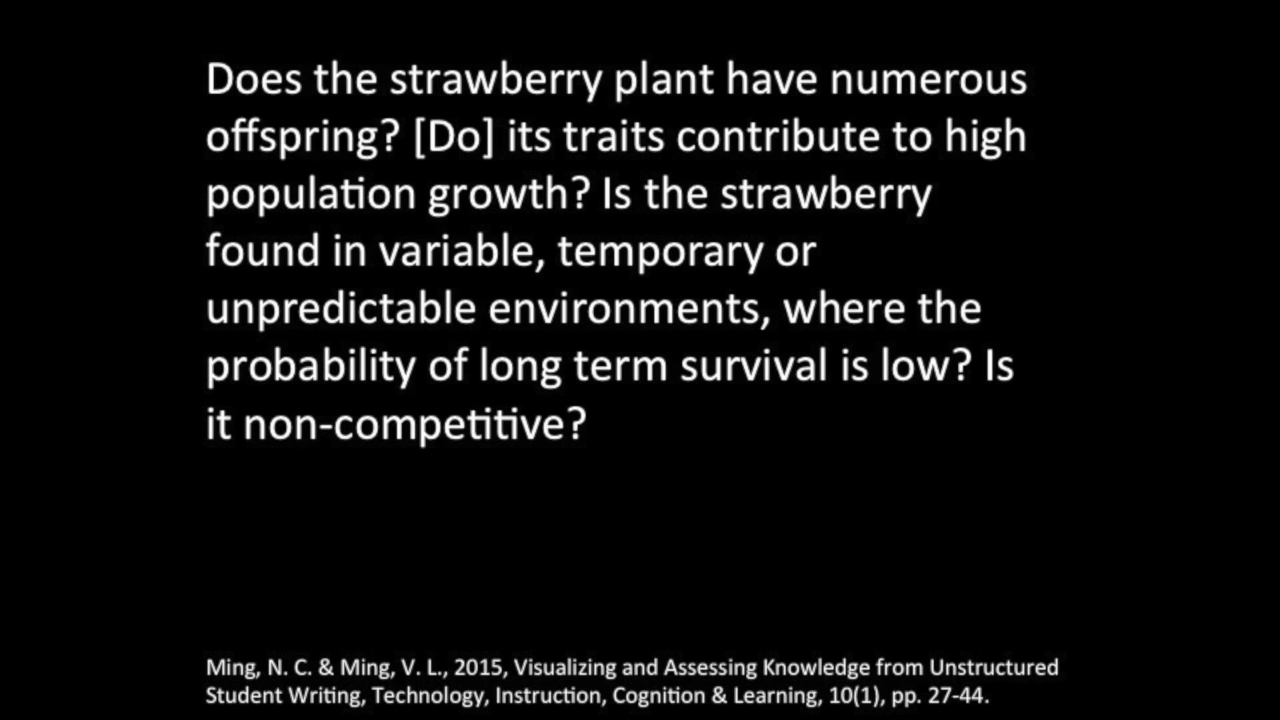 Does the strawberry plant have numerous
offspring? [Do] its traits contribute to high
population growth? Is the strawberry
found in variable, temporary or
unpredictable environments, where the
probability of long term survival is low? Is
it non-competitive?
Ming, N. C. & Ming, V. L., 2015, Visualizing and Assessing Knowledge from Unstructured
Student Writing, Technology, Instruction, Cognition & Learning, 10(1), pp. 27-44.